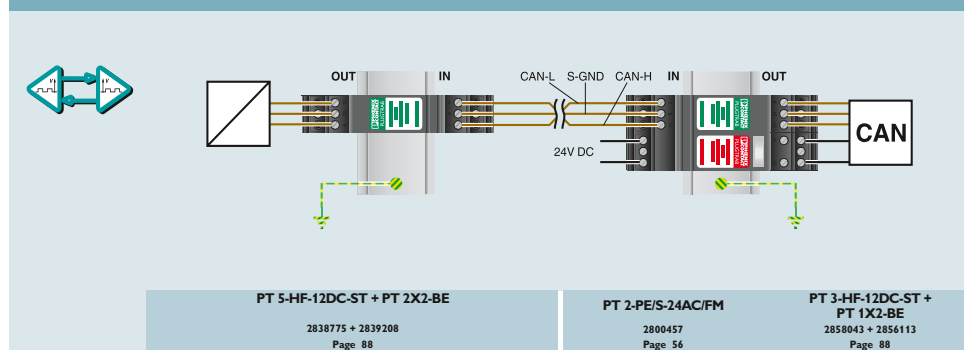 OUT IN CAN-L S-GND CAN-H IN OUT
24V DC
CAN
PT 5-HF-12DC-ST + PT 2X2-BE
2838775 + 2839208
Page 88
PT 2-PE/S-24AC/FM
2800457
Page 56
PT 3-HF-12DC-ST +
PT 1X2-BE
2858043 + 2856113
Page 88